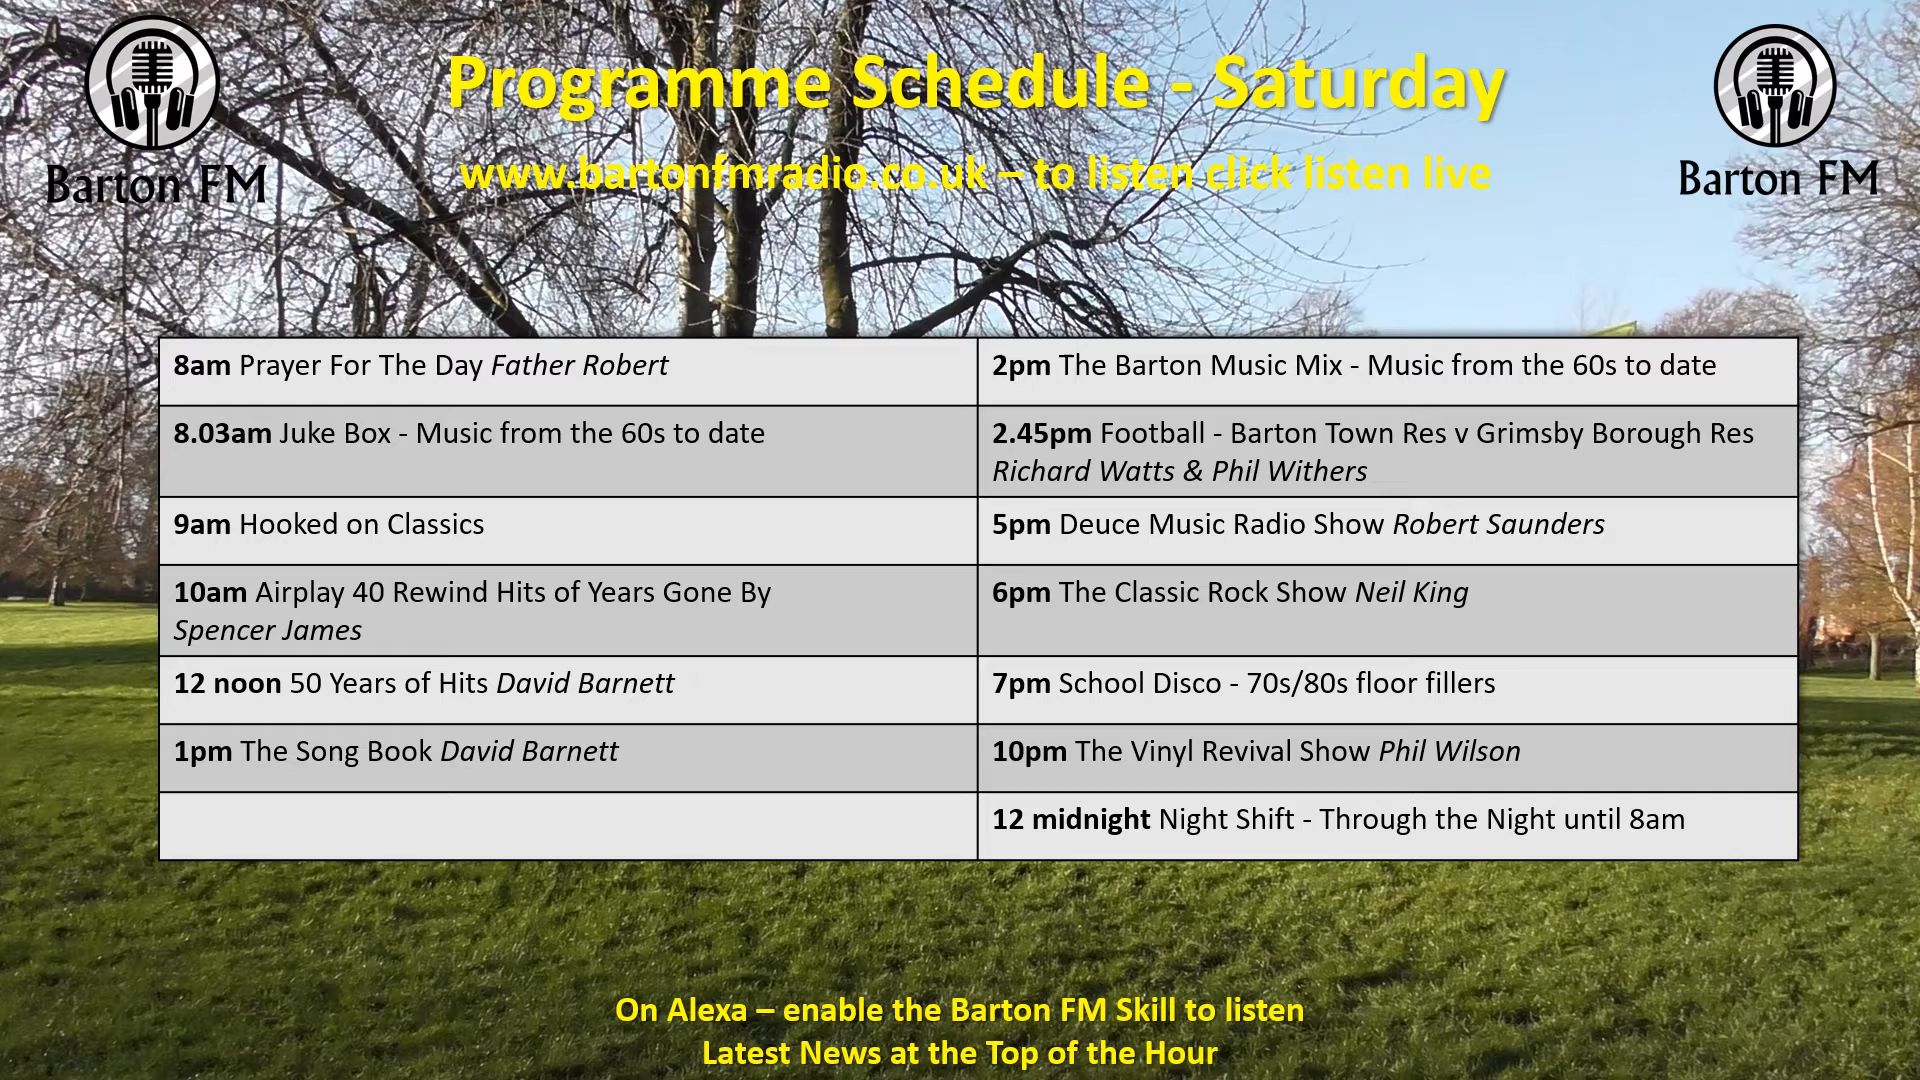 Programme Schedule - Saturday
www.bartonfmradio.co.uk – to listen click listen live
Barton FM
Barton FM
8am Prayer For The Day Father Robert
8.03am Juke Box - Music from the 60s to date
9am Hooked on Classics
10am Airplay 40 Rewind Hits of Years Gone By
Spencer James
12 noon 50 Years of Hits David Barnett
1pm The Song Book David Barnett
2pm The Barton Music Mix - Music from the 60s to date
2.45pm Football - Barton Town Res v Grimsby Borough Res
Richard Watts & Phil Withers
5pm Deuce Music Radio Show Robert Saunders
6pm The Classic Rock Show Neil King
7pm School Disco - 70s/80s floor fillers
10pm The Vinyl Revival Show Phil Wilson
12 midnight Night Shift - Through the Night until 8am
On Alexa – enable the Barton FM Skill to listen
Latest News at the Top of the Hour